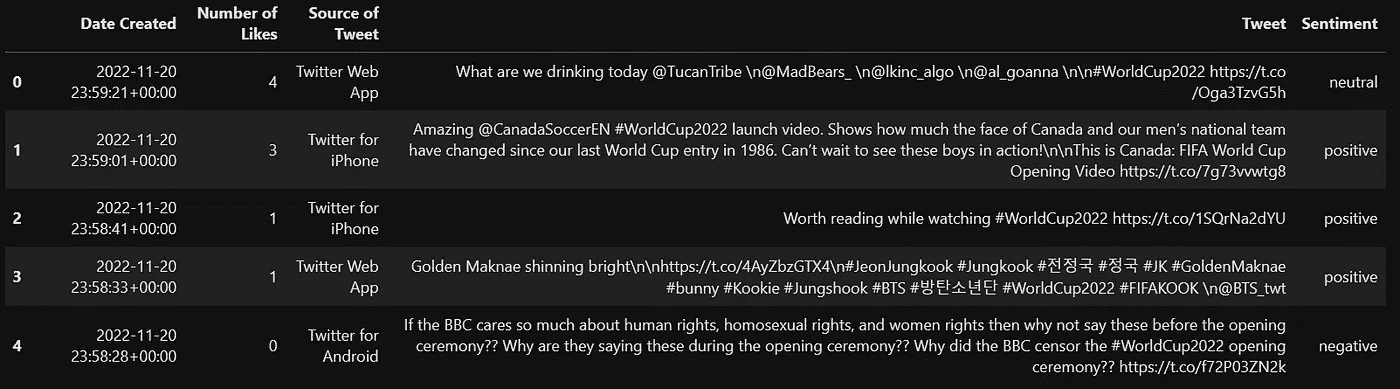 Date Created Number of Likes Source of Tweet Tweet Sentiment
0 2022-11-20 23:59:21+00:00 4 Twitter Web App What are we drinking today @TucanTribe \n@MadBears_ \n@lkinc_algo \n@al_goanna \n\n#WorldCup2022 https://t.co /Oga3TzvG5h neutral
1 2022-11-20 23:59:01+00:00 3 Twitter for iPhone Amazing @CanadaSoccerEN #WorldCup2022 launch video. Shows how much the face of Canada and our men’s national team have changed since our last World Cup entry in 1986. Can’t wait to see these boys in action!\n\nThis is Canada: FIFA World Cup Opening Video https://t.co/7g73vvwtg8 positive
2 2022-11-20 23:58:41+00:00 1 Twitter for iPhone Worth reading while watching #WorldCup2022 https://t.co/1SQrNa2dYU positive
3 2022-11-20 23:58:33+00:00 1 Twitter Web App Golden Maknae shinning bright\n\nhttps://t.co/4AyZbzGTX4\n#JeonJungkook #Jungkook #전정국 #정국 #JK #GoldenMaknae #bunny #Kookie #Jungshook #BTS #방탄소년단 #WorldCup2022 #FIFAKOOK \n@BTS_twt positive
4 2022-11-20 23:58:28+00:00 0 Twitter for Android If the BBC cares so much about human rights, homosexual rights, and women rights then why not say these before the opening ceremony?? Why are they saying these during the opening ceremony?? Why did the BBC censor the #WorldCup2022 opening ceremony?? https://t.co/f72P03ZN2k negative